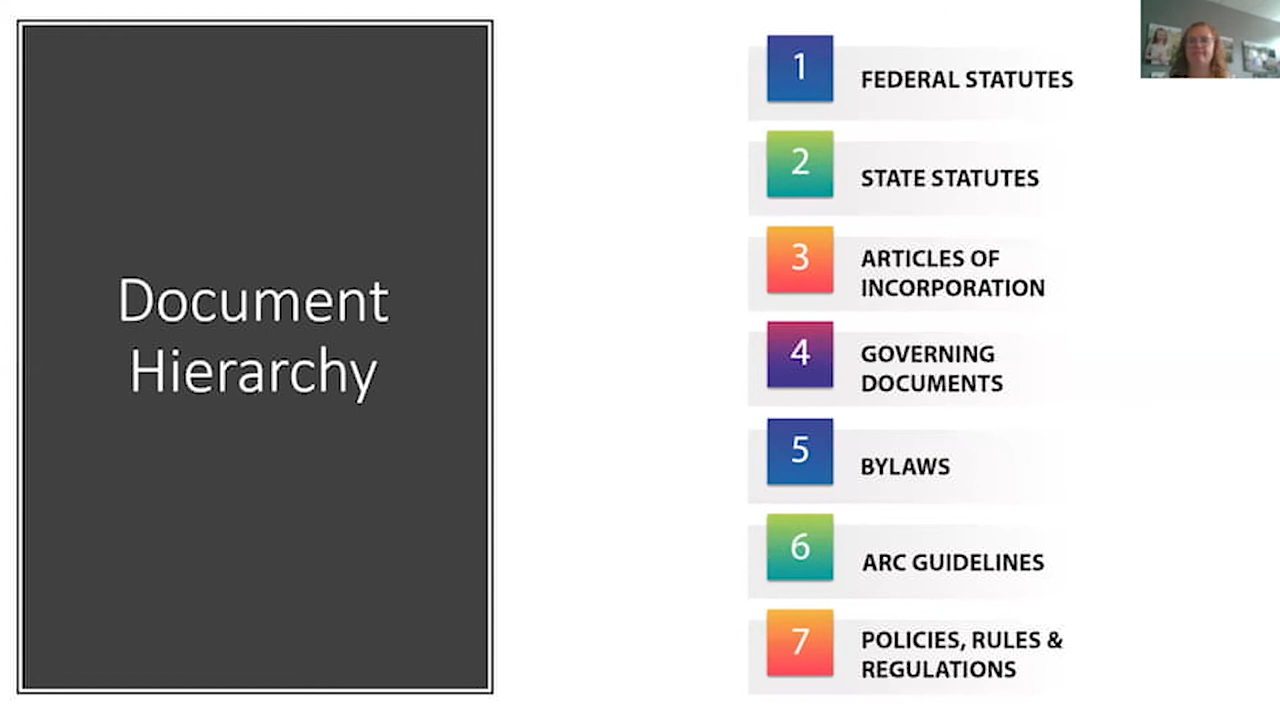 Document
Hierarchy
1
FEDERAL STATUTES
2
STATE STATUTES
3
ARTICLES OF
INCORPORATION
4
GOVERNING
DOCUMENTS
5
BYLAWS
6
ARC GUIDELINES
7
POLICIES, RULES &
REGULATIONS